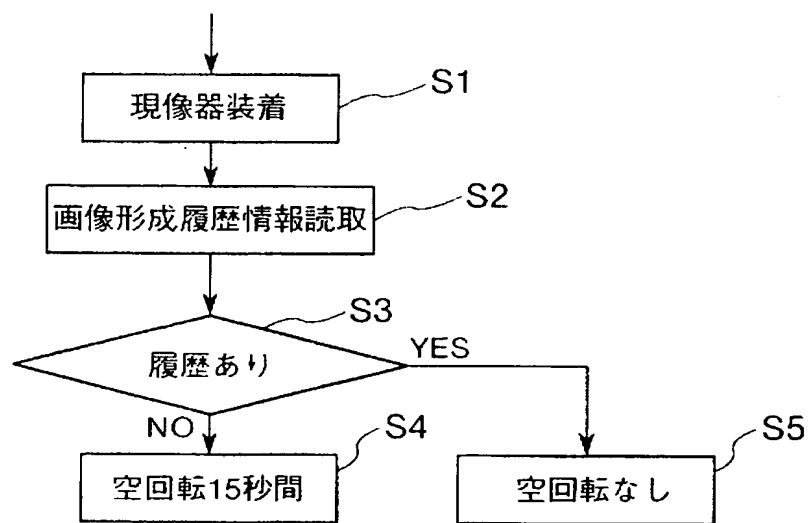 現像器装着
S1
画像形成履歴情報読取
S2
履歴あり
S3
YES
NO
空回転15秒間
S4
空回転なし
S5